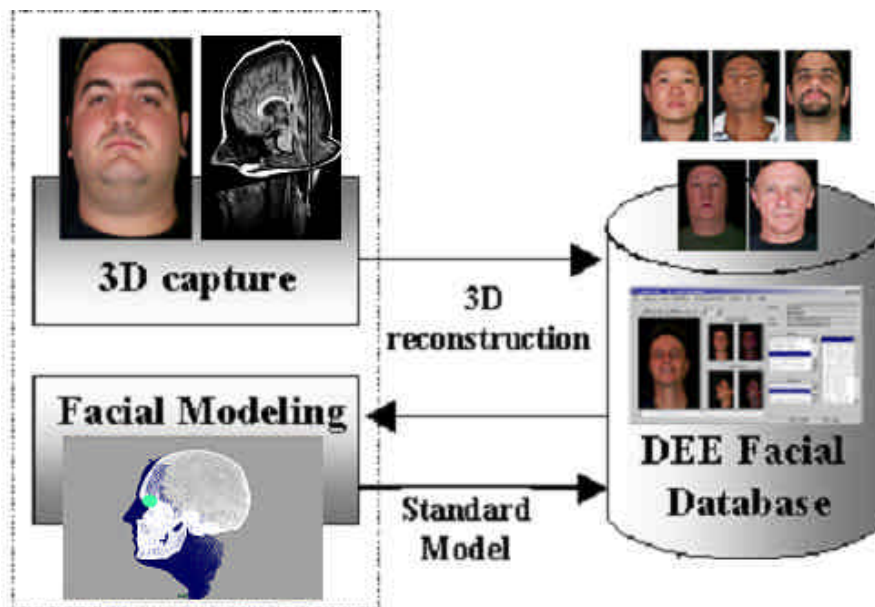 3D capture
3D
reconstruction
Facial Modeling
Standard
Model
DEE Facial
Database